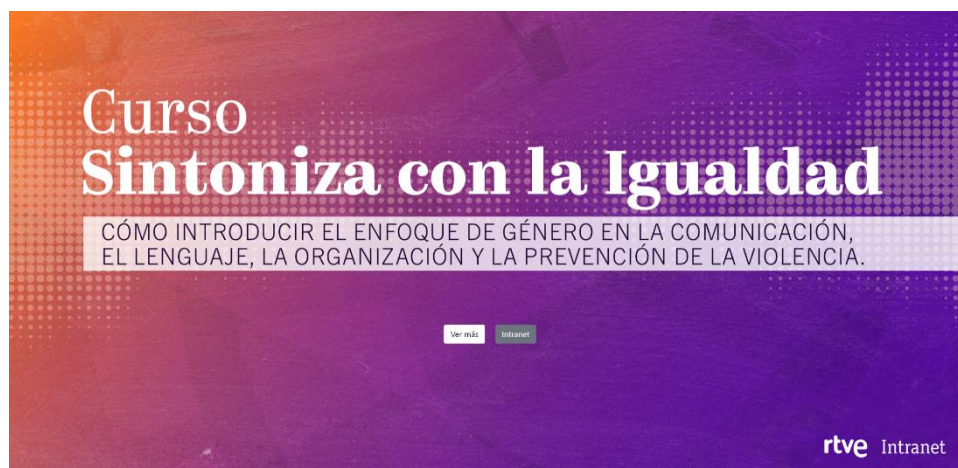 Curso
Sintoniza con la Igualdad
CÓMO INTRODUCIR EL ENFOQUE DE GÉNERO EN LA COMUNICACIÓN,
EL LENGUAJE, LA ORGANIZACIÓN Y LA PREVENCIÓN DE LA VIOLENCIA.
Ver más Intranet
rtve Intranet